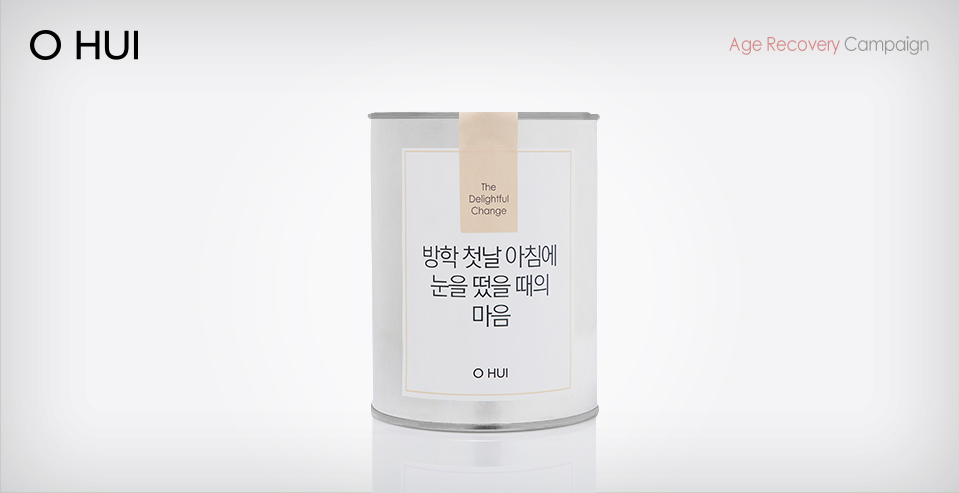 O HUI
Age Recovery Campaign
The
Delightful
Change
방학 첫날 아침에
눈을 떴을 때의
마음
O HUI